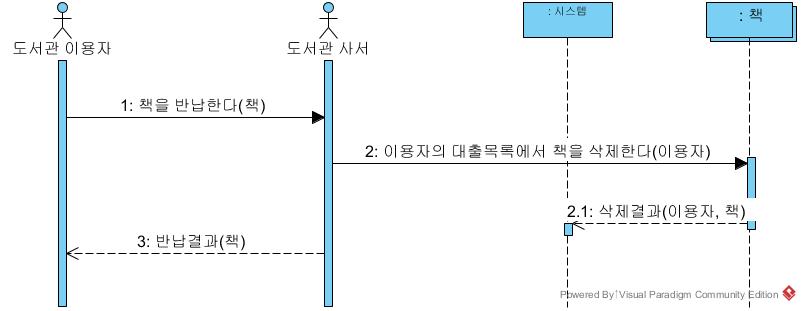 : 시스템
: 책
도서관 이용자
도서관 사서
1: 책을 반납한다(책)
2: 이용자의 대출목록에서 책을 삭제한다(이용자)
2.1: 삭제결과(이용자, 책)
3: 반납결과(책)
Powered By Visual Paradigm Community Edition